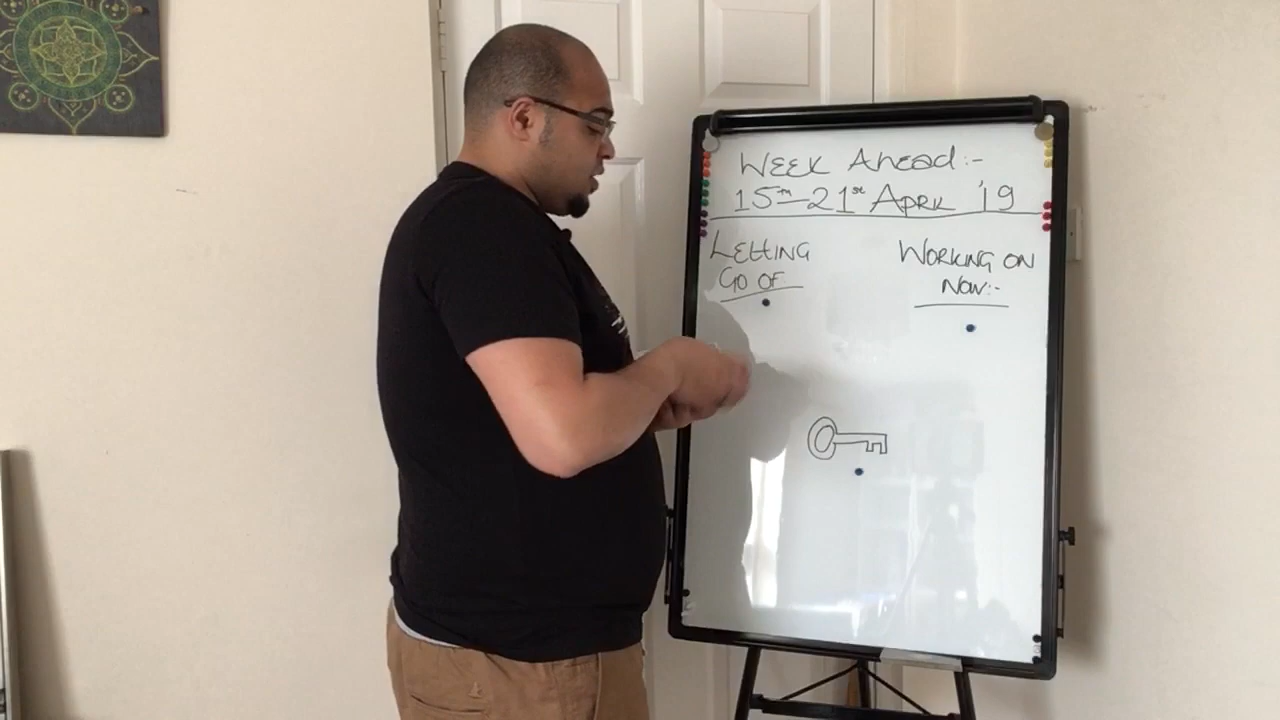 WEEK AHEAD:-
15TH-21st APRIL '19
LETTING
GO OF
WORKING ON
NOW:-